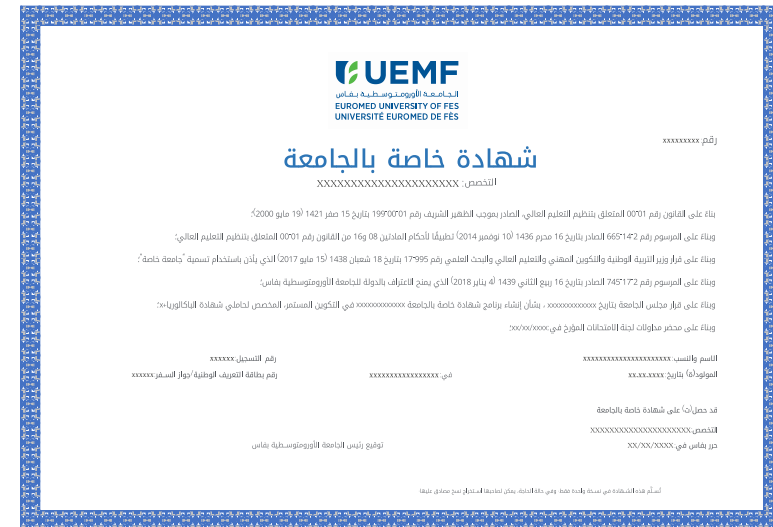 UEMF
الجامعة الأورومتوسطية بفاس
EUROMED UNIVERSITY OF FES
UNIVERSITÉ EUROMED DE FÈS
رقم: xxxxxxxxx
شهادة خاصة بالجامعة
التخصص: XXXXXXXXXXXXXXXXXXXXX
بناءً على القانون رقم 01-00 المتعلق بتنظيم التعليم العالي، الصادر بموجب الظهير الشريف رقم 01-00-199 بتاريخ 15 صفر 1421 (19 مايو 2000)؛
وبناءً على المرسوم رقم 2-14-665 الصادر بتاريخ 16 محرم 1436 (10 نوفمبر 2014) تطبيقًا لأحكام المادتين 08 و16 من القانون رقم 01-00 المتعلق بتنظيم التعليم العالي؛
وبناءً على قرار وزير التربية الوطنية والتكوين المهني والتعليم العالي والبحث العلمي رقم 995-17 بتاريخ 18 شعبان 1438 (15 مايو 2017) الذي يأذن باستخدام تسمية "جامعة خاصة"؛
وبناءً على المرسوم رقم 2-17-745 الصادر بتاريخ 16 ربيع الثاني 1439 (4 يناير 2018) الذي يمنح الاعتراف بالدولة للجامعة الأورومتوسطية بفاس؛
وبناءً على قرار مجلس الجامعة بتاريخ xxxxxxxxxxxxx ، بشأن إنشاء برنامج شهادة خاصة بالجامعة xxxxxxxxxxxxx في التكوين المستمر، المخصص لحاملي شهادة الباكالوريا+x؛
وبناءً على محضر مداولات لجنة الامتحانات المؤرخ في:xx/xx/xxxx؛
الاسم والنسب: xxxxxxxxxxxxxxxxxxxxxx رقم التسجيل: xxxxxx
المولود(ة) بتاريخ: xx.xx.xxxx في: xxxxxxxxxxxxxxxxx رقم بطاقة التعريف الوطنية/جواز السفر: xxxxxx
قد حصل(ت) على شهادة خاصة بالجامعة
التخصص:XXXXXXXXXXXXXXXXXXXXX
حرر بفاس في:XX/XX/XXXX توقيع رئيس الجامعة الأورومتوسطية بفاس
تُسلَّم هذه الشهادة في نسخة واحدة فقط. وفي حالة الحاجة، يمكن لصاحبها استخراج نسخ مصادق عليها